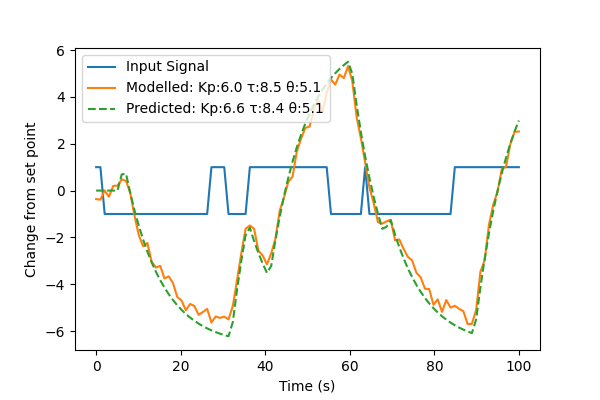 Input Signal
Modelled: Kp:6.0 τ:8.5 θ:5.1
Predicted: Kp:6.6 τ:8.4 θ:5.1
6
4
2
0
−2
−4
−6
Change from set point
0 20 40 60 80 100
Time (s)